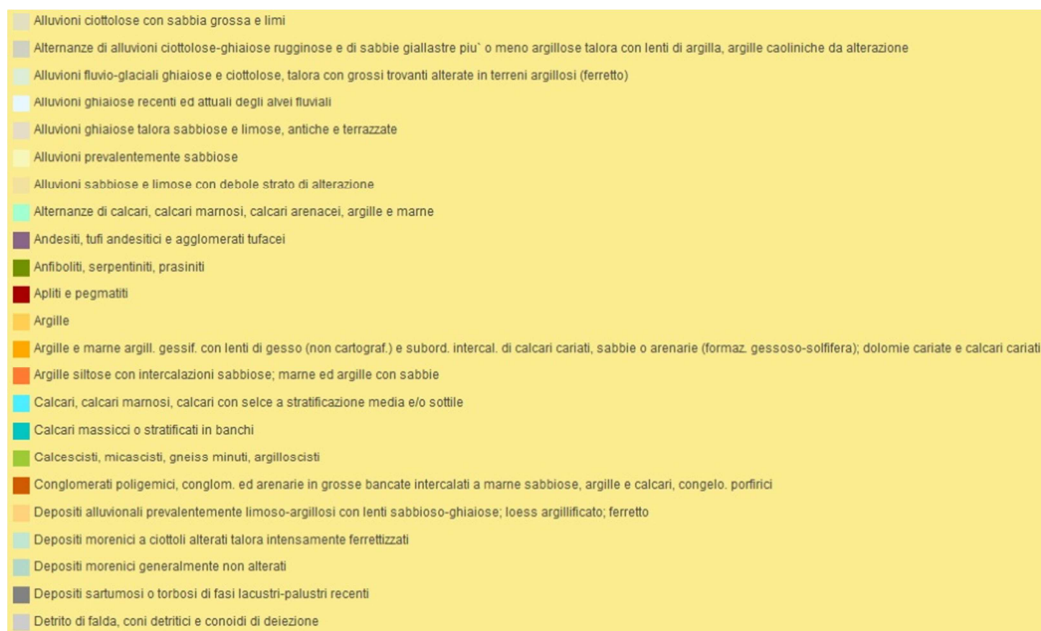 Alluvioni ciottolose con sabbia grossa e limi
Alternanze di alluvioni ciottolose-ghiaiose rugginose e di sabbie giallastre piu` o meno argillose talora con lenti di argilla, argille caoliniche da alterazione
Alluvioni fluvio-glaciali ghiaiose e ciottolose, talora con grossi trovanti alterate in terreni argillosi (ferretto)
Alluvioni ghiaiose recenti ed attuali degli alvei fluviali
Alluvioni ghiaiose talora sabbiose e limose, antiche e terrazzate
Alluvioni prevalentemente sabbiose
Alluvioni sabbiose e limose con debole strato di alterazione
Alternanze di calcari, calcari marnosi, calcari arenacei, argille e marne
Andesiti, tufi andesitici e agglomerati tufacei
Anfiboliti, serpentiniti, prasiniti
Apliti e pegmatiti
Argille
Argille e marne argill. gessif. con lenti di gesso (non cartograf.) e subord. intercal. di calcari cariati, sabbie o arenarie (formaz. gessoso-solfifera); dolomie cariate e calcari cariati
Argille siltose con intercalazioni sabbiose; marne ed argille con sabbie
Calcari, calcari marnosi, calcari con selce a stratificazione media e/o sottile
Calcari massicci o stratificati in banchi
Calcescisti, micascisti, gneiss minuti, argilloscisti
Conglomerati poligemici, conglom. ed arenarie in grosse bancate intercalati a marne sabbiose, argille e calcari, congelo. porfirici
Depositi alluvionali prevalentemente limoso-argillosi con lenti sabbioso-ghiaiose; loess argillificato; ferretto
Depositi morenici a ciottoli alterati talora intensamente ferrettizzati
Depositi morenici generalmente non alterati
Depositi sartumosi o torbosi di fasi lacustri-palustri recenti
Detrito di falda, coni detritici e conoidi di deiezione